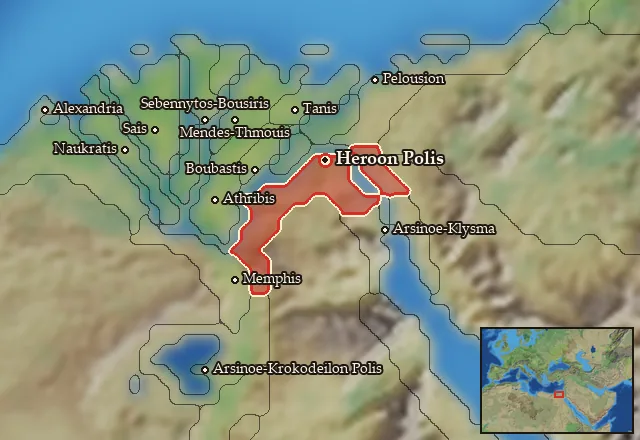 Pelousion
Alexandria
Sebennytos-Bousiris
Tanis
Sais
Mendes-Thmouis
Naukratis
Heroon Polis
Boubastis
Athribis
Arsinoe-Klysma
Memphis
Arsinoe-Krokodeilon Polis